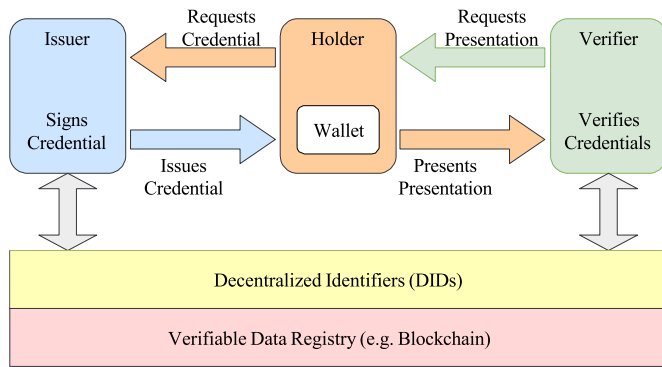 Requests
Credential
Requests
Presentation
Issuer
Holder
Verifier
Signs
Credential
Wallet
Verifies
Credentials
Issues
Credential
Presents
Presentation
Decentralized Identifiers (DIDs)
Verifiable Data Registry (e.g. Blockchain)